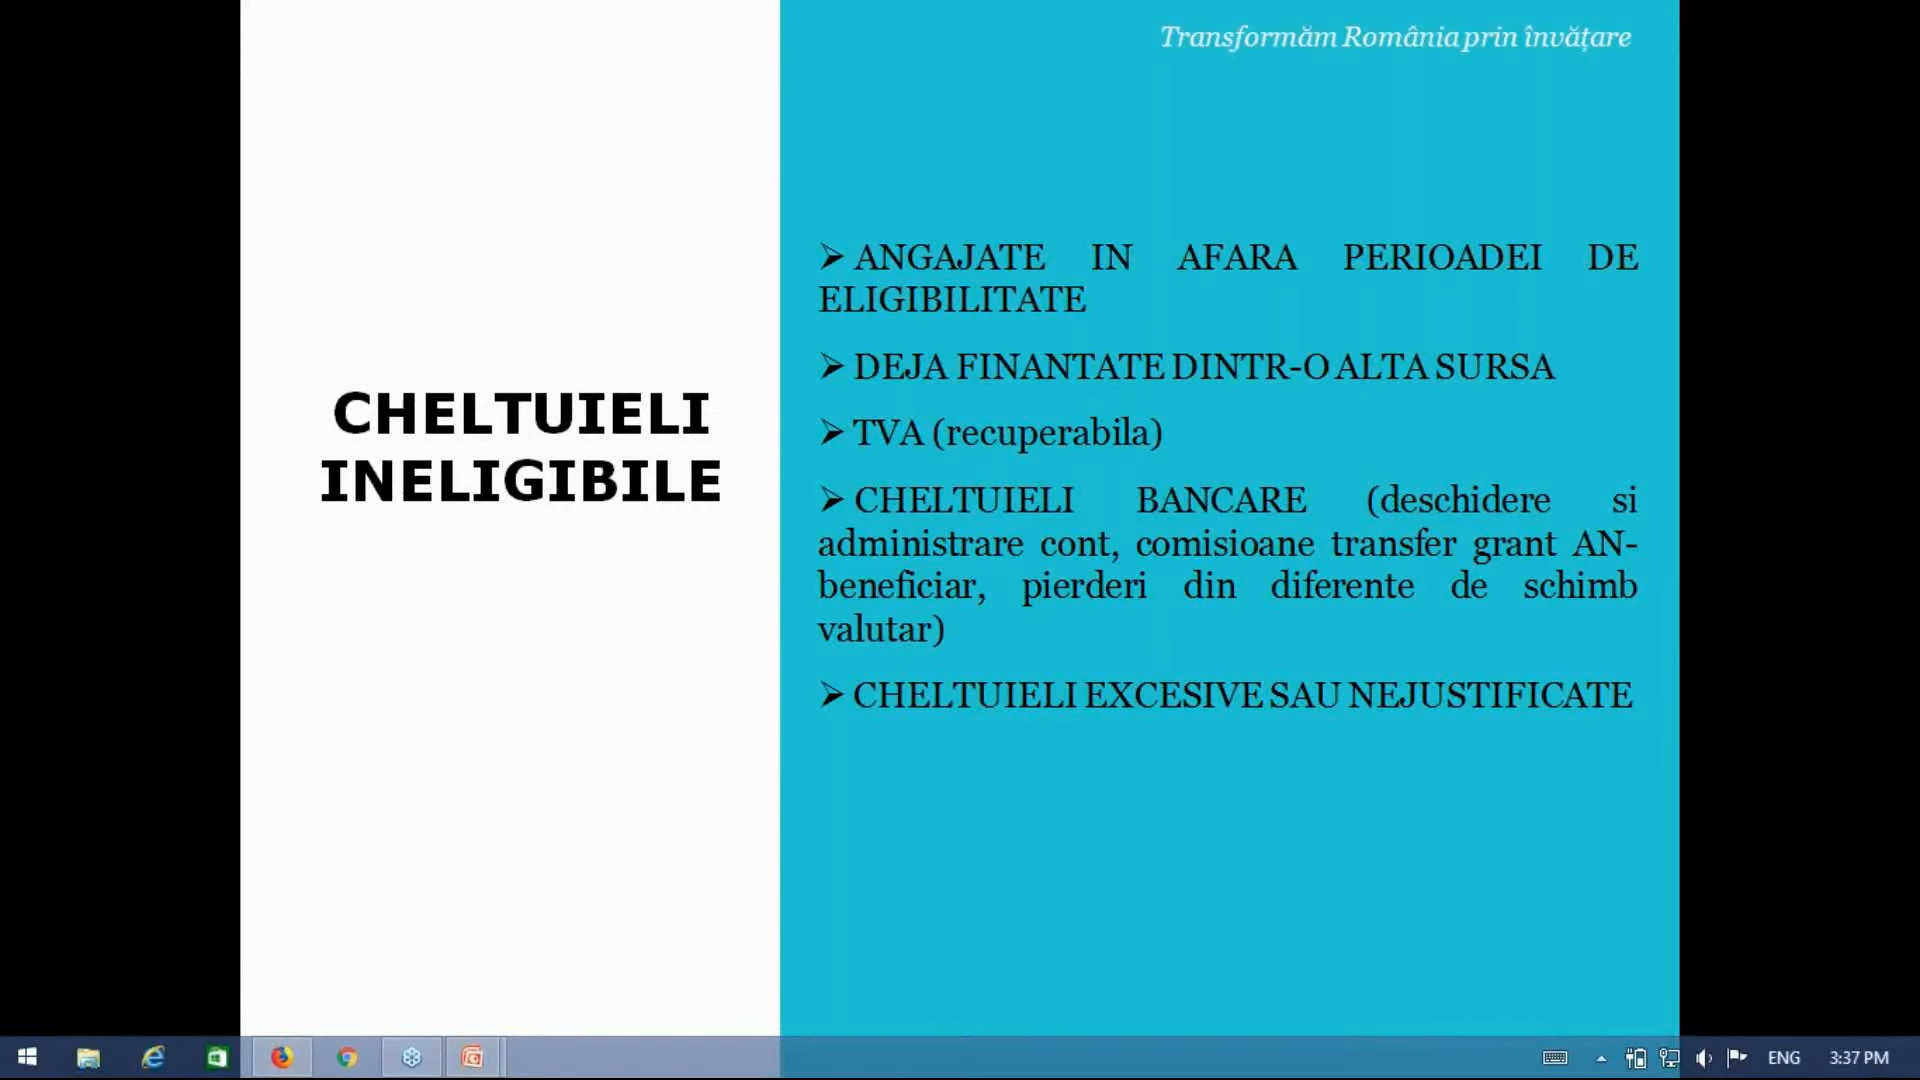 Transformăm România prin învățare
CHELTUIELI
INELIGIBILE
➢ ANGAJATE IN AFARA PERIOADEI DE
ELIGIBILITATE
➢ DEJA FINANTATE DINTR-O ALTA SURSA
➢ TVA (recuperabila)
➢ CHELTUIELI BANCARE (deschidere si
administrare cont, comisioane transfer grant AN-
beneficiar, pierderi din diferente de schimb
valutar)
➢ CHELTUIELI EXCESIVE SAU NEJUSTIFICATE
ENG 3:37 PM